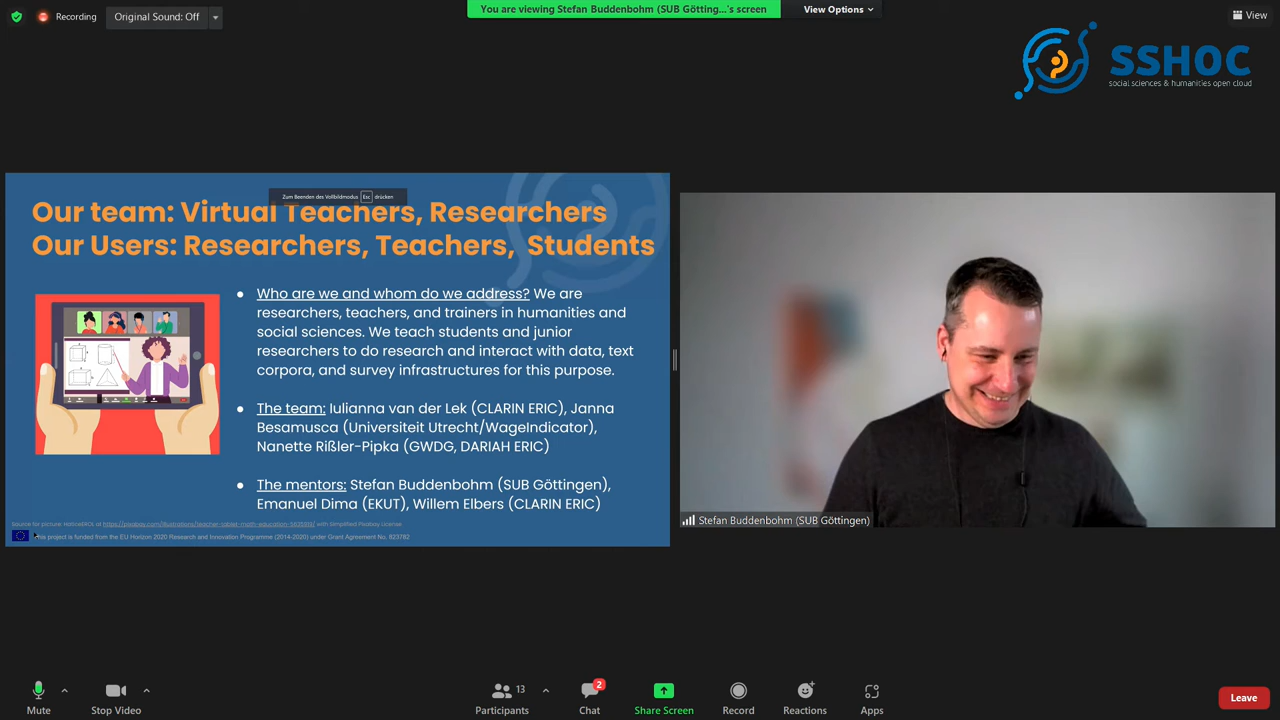 Recording
Original Sound: Off
You are viewing Stefan Buddenbohm (SUB Götting...'s screen
View Options
View
SSHOC
social sciences & humanities open cloud
Zum Beenden des Vollbildmodus Esc drücken
Our team: Virtual Teachers, Researchers
Our Users: Researchers, Teachers, Students
● Who are we and whom do we address? We are
researchers, teachers, and trainers in humanities and
social sciences. We teach students and junior
researchers to do research and interact with data, text
corpora, and survey infrastructures for this purpose.
● The team: Iulianna van der Lek (CLARIN ERIC), Janna
Besamusca (Universiteit Utrecht/WageIndicator),
Nanette Rißler-Pipka (GWDG, DARIAH ERIC)
● The mentors: Stefan Buddenbohm (SUB Göttingen),
Emanuel Dima (EKUT), Willem Elbers (CLARIN ERIC)
Source for picture: with Simplified Pixabay License
This project is funded from the EU Horizon 2020 Research and Innovation Programme (2014-2020) under Grant Agreement No. 823782
Stefan Buddenbohm (SUB Göttingen)
Mute
Stop Video
Participants 13
Chat 2
Share Screen
Record
Reactions
Apps
Leave